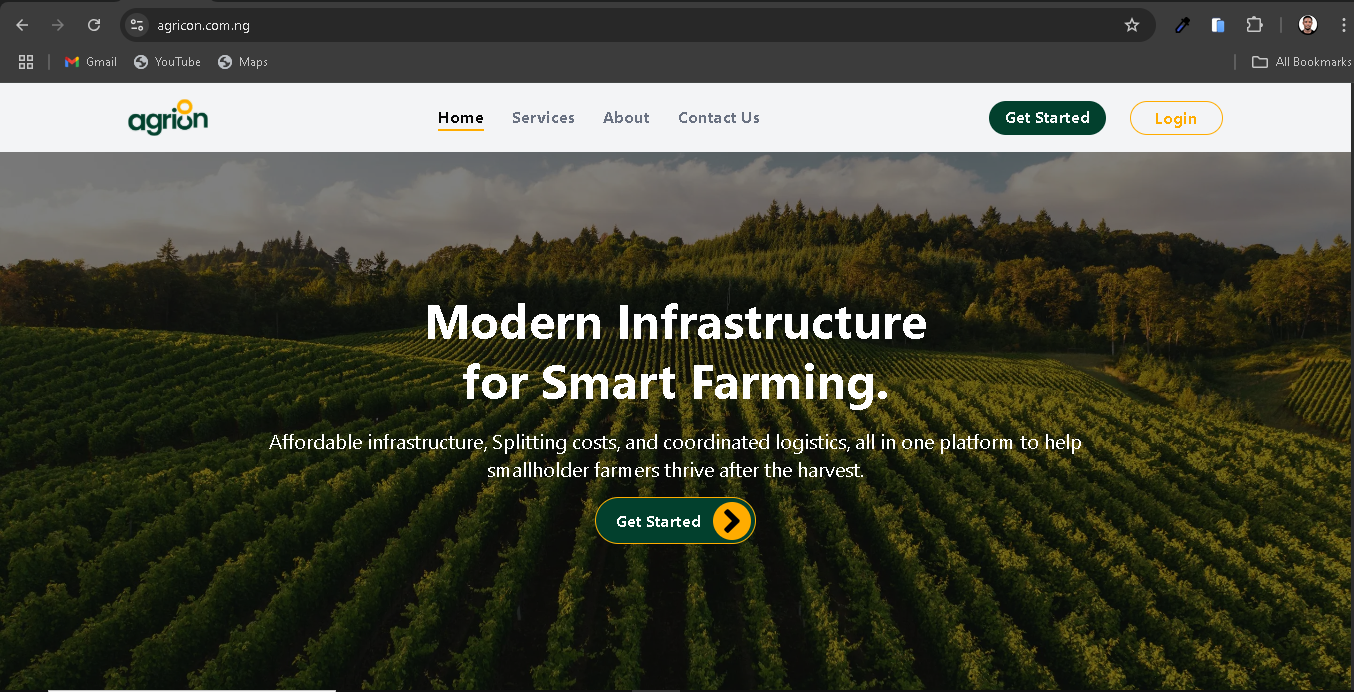 agricon.com.ng
Gmail YouTube Maps All Bookmarks
agrion Home Services About Contact Us Get Started Login
Modern Infrastructure
for Smart Farming.
Affordable infrastructure, Splitting costs, and coordinated logistics, all in one platform to help
smallholder farmers thrive after the harvest.
Get Started